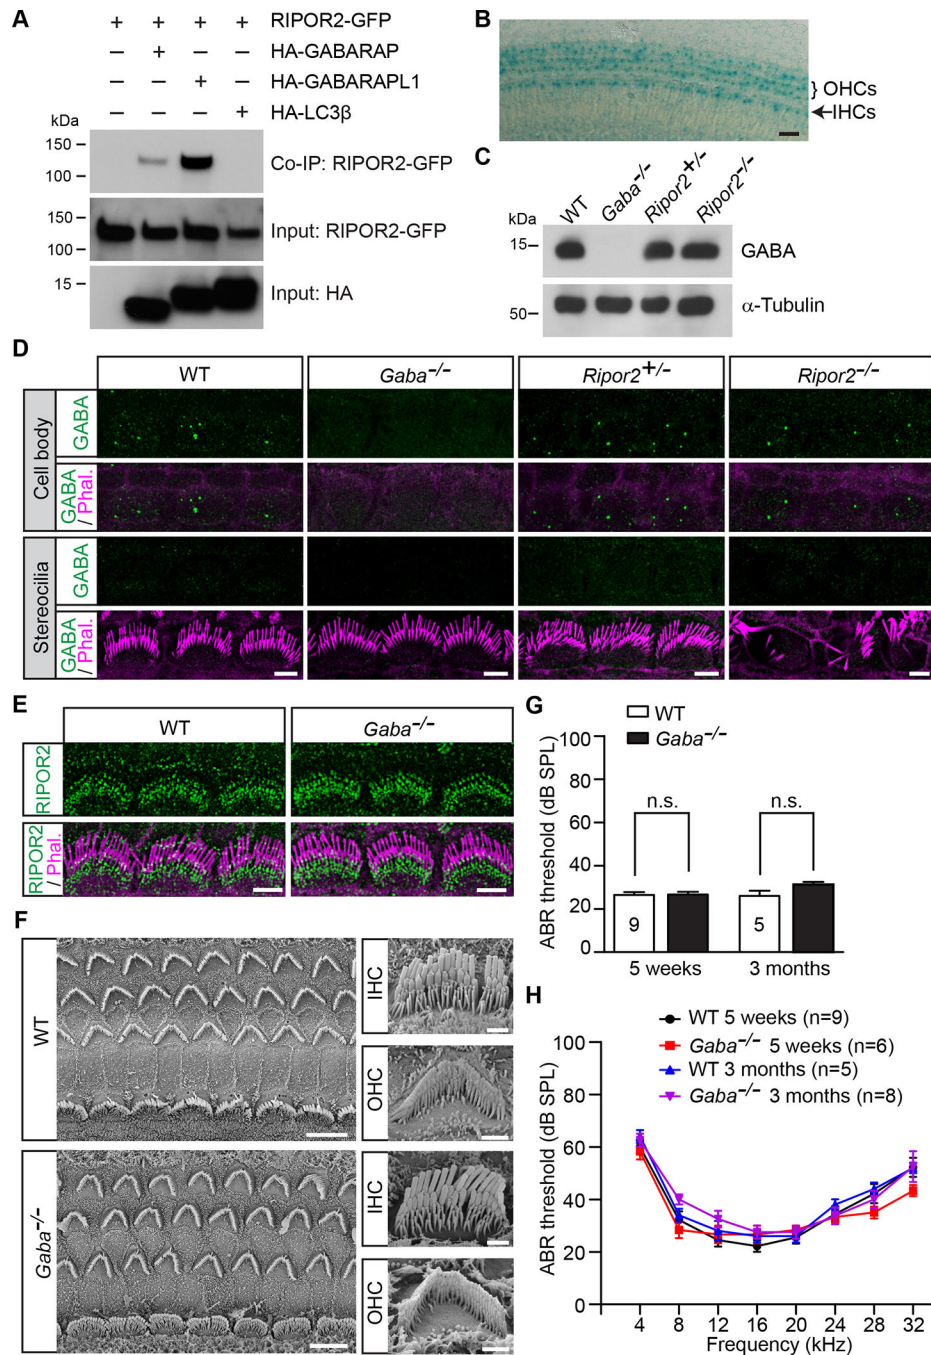 A
+ + + + RIPOR2-GFP
− + − − HA-GABARAP
− − + − HA-GABARAPL1
− − − + HA-LC3β
kDa
150
100
Co-IP: RIPOR2-GFP
150
100
Input: RIPOR2-GFP
15
Input: HA
B
} OHCs
IHCs
C
WT Gaba−/− Ripor2+/− Ripor2−/−
kDa
15
GABA
50
α-Tubulin
D
WT Gaba−/− Ripor2+/− Ripor2−/−
Cell body
GABA
GABA / Phal.
Stereocilia
GABA
GABA / Phal.
E
WT Gaba−/−
RIPOR2
RIPOR2 / Phal.
F
WT
IHC
OHC
Gaba−/−
IHC
OHC
G
WT
Gaba−/−
ABR threshold (dB SPL)
100
80
60
40
20
0
n.s. n.s.
9 5
5 weeks 3 months
H
WT 5 weeks (n=9)
Gaba−/− 5 weeks (n=6)
WT 3 months (n=5)
Gaba−/− 3 months (n=8)
ABR threshold (dB SPL)
100
80
60
40
20
0
4 8 12 16 20 24 28 32
Frequency (kHz)